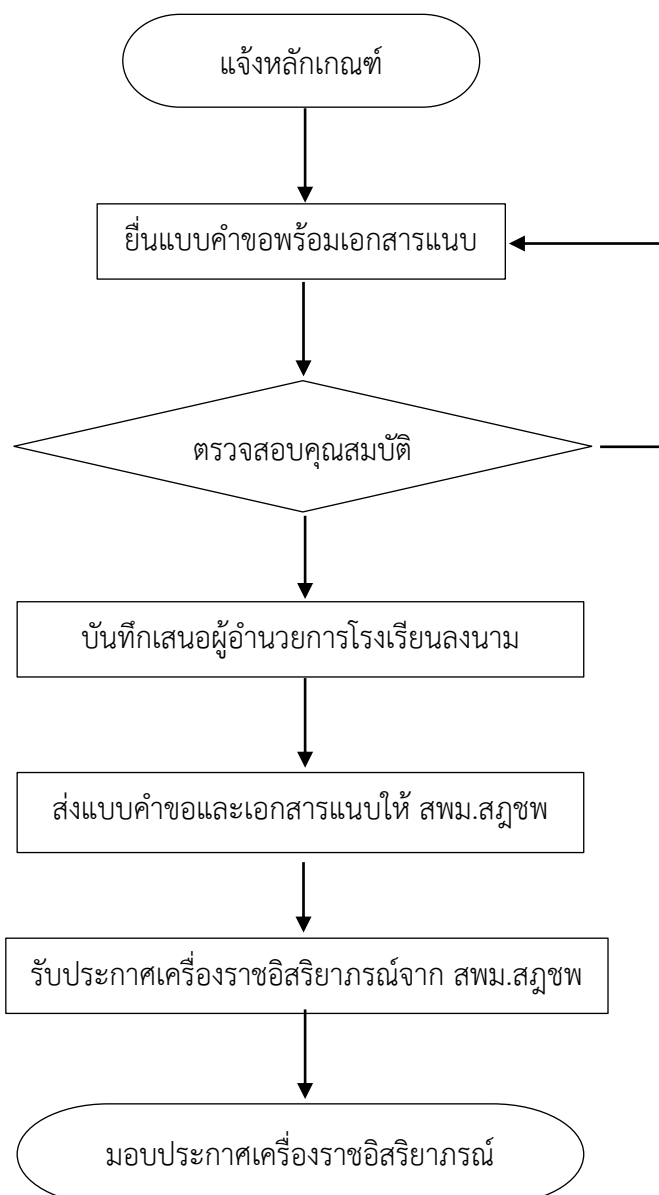 แจ้งหลักเกณฑ์
ยื่นแบบคำขอพร้อมเอกสารแนบ
ตรวจสอบคุณสมบัติ
บันทึกเสนอผู้อำนวยการโรงเรียนลงนาม
ส่งแบบคำขอและเอกสารแนบให้ สพม.สฎชพ
รับประกาศเครื่องราชอิสริยาภรณ์จาก สพม.สฎชพ
มอบประกาศเครื่องราชอิสริยาภรณ์